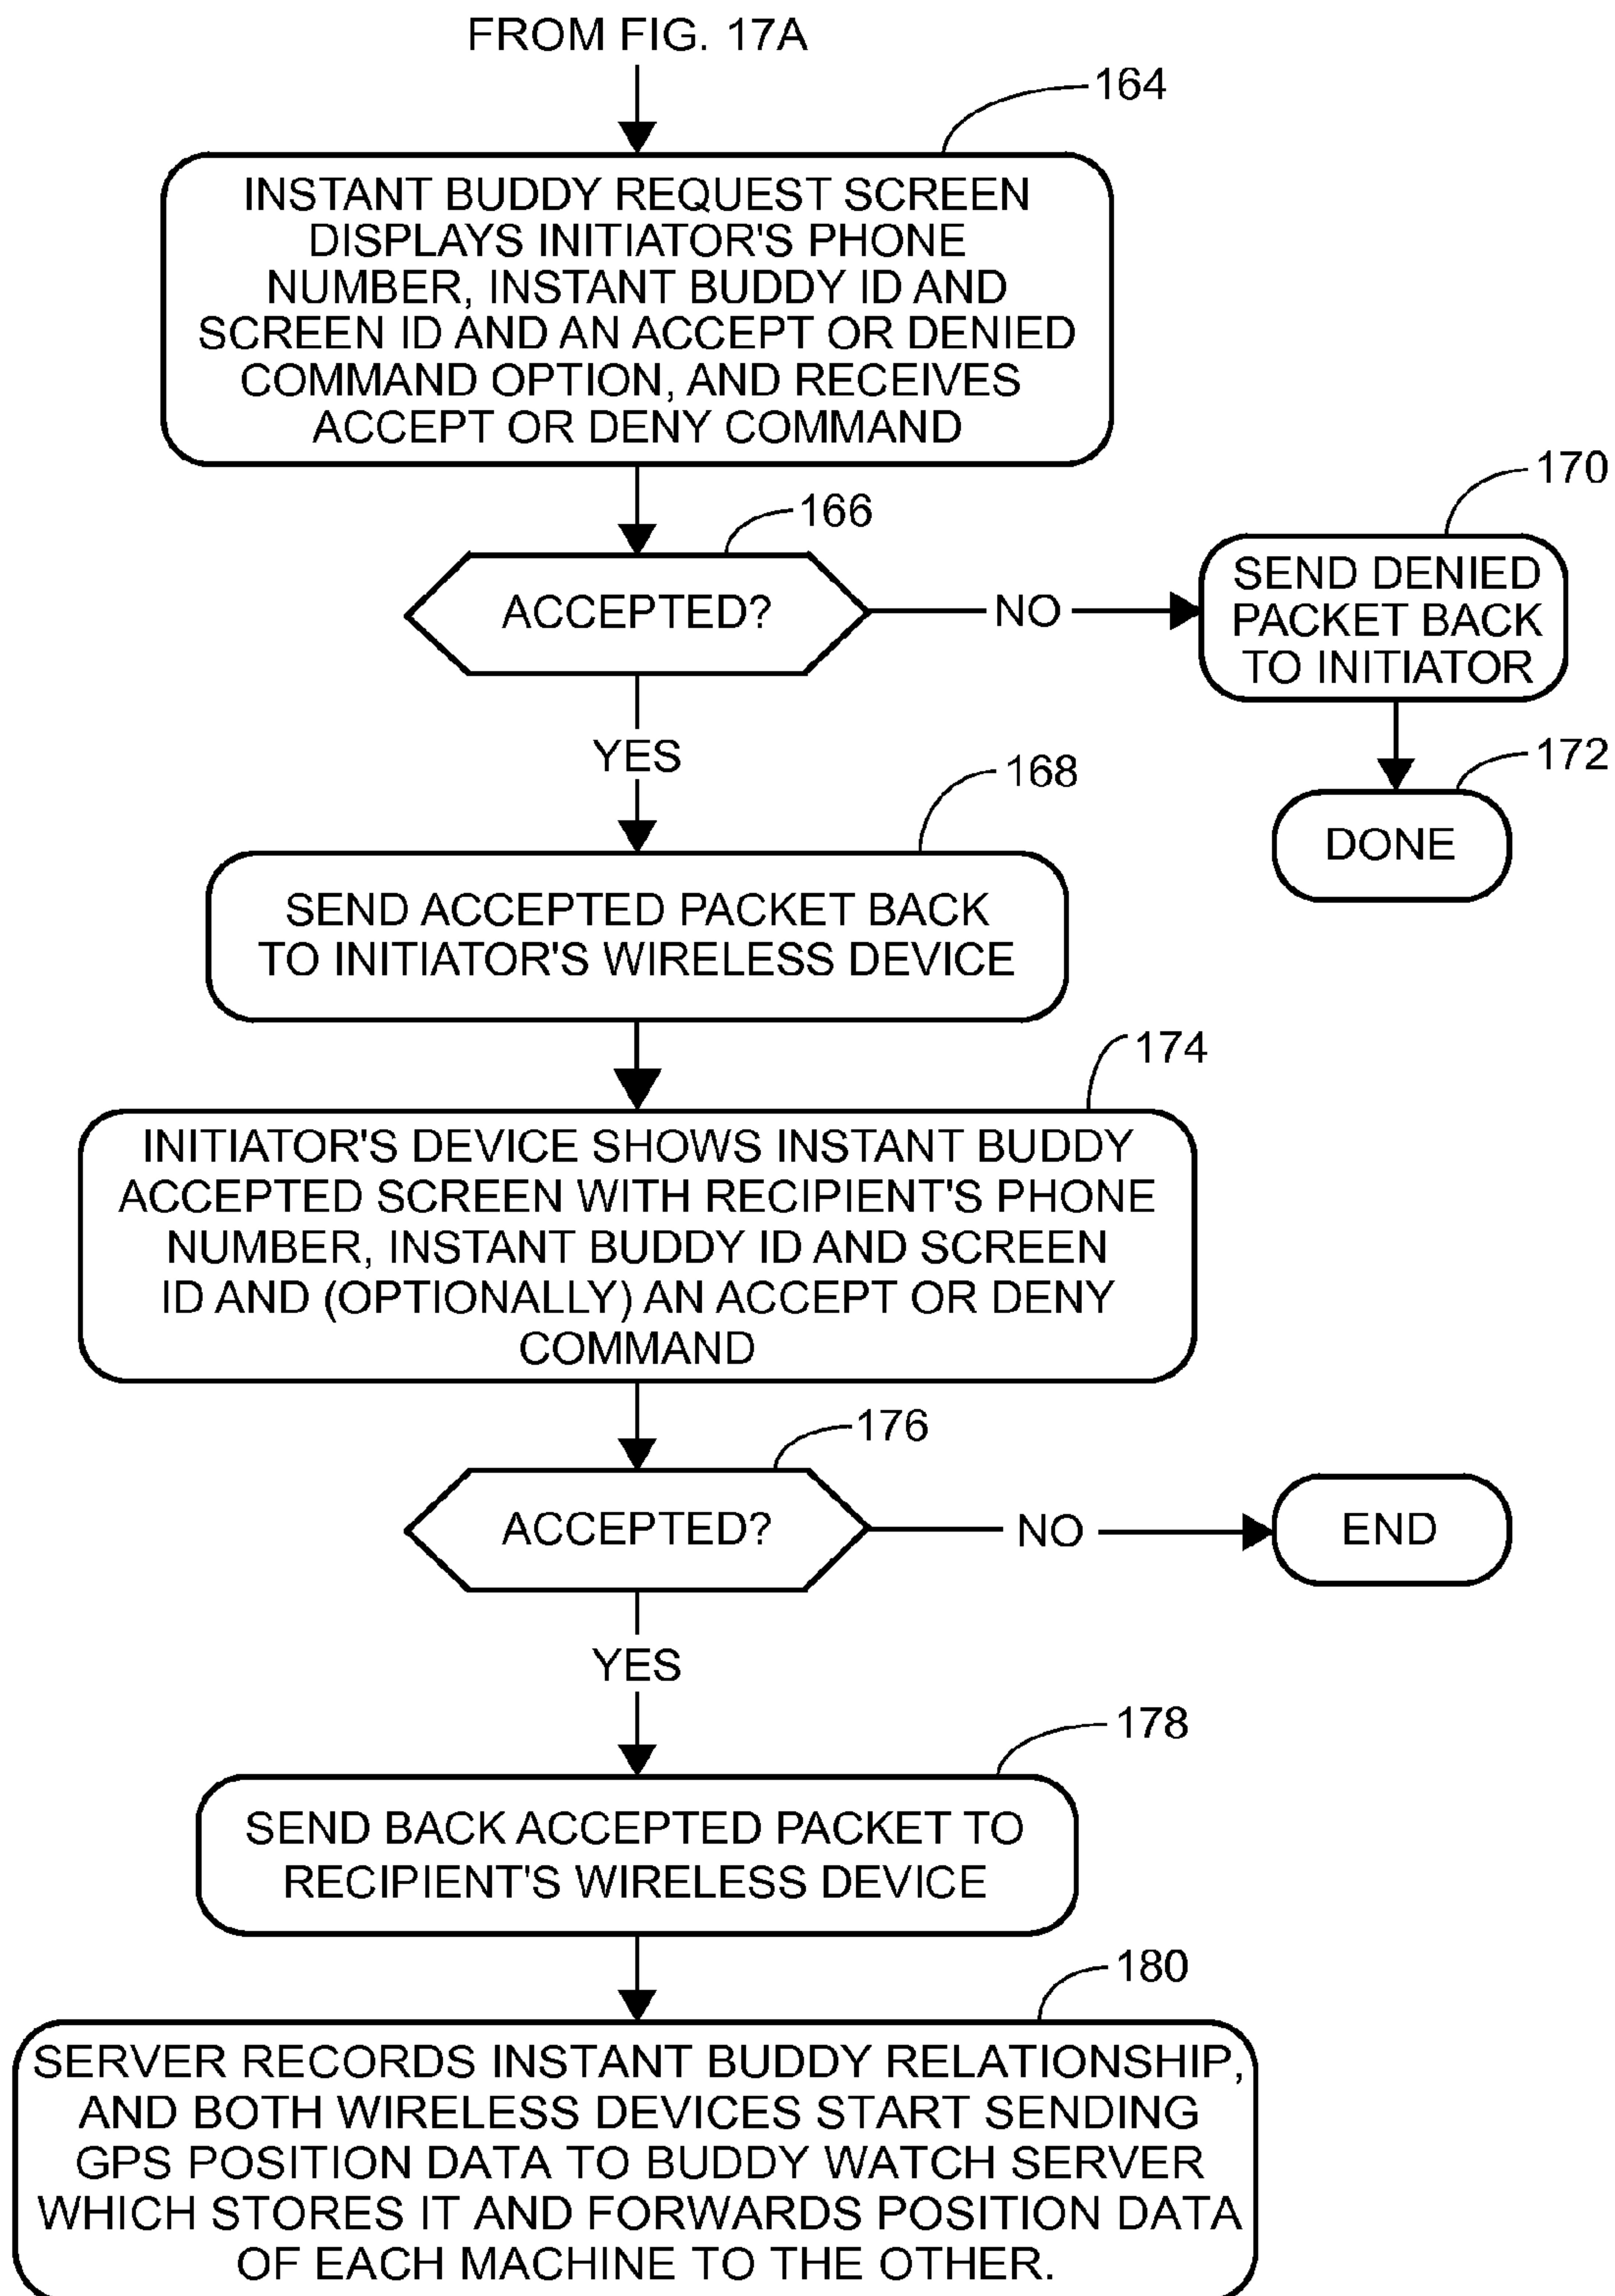 FROM FIG. 17A
164
INSTANT BUDDY REQUEST SCREEN
DISPLAYS INITIATOR'S PHONE
NUMBER, INSTANT BUDDY ID AND
SCREEN ID AND AN ACCEPT OR DENIED
COMMAND OPTION, AND RECEIVES
ACCEPT OR DENY COMMAND
166
ACCEPTED?
NO
170
SEND DENIED
PACKET BACK
TO INITIATOR
172
DONE
YES
168
SEND ACCEPTED PACKET BACK
TO INITIATOR'S WIRELESS DEVICE
174
INITIATOR'S DEVICE SHOWS INSTANT BUDDY
ACCEPTED SCREEN WITH RECIPIENT'S PHONE
NUMBER, INSTANT BUDDY ID AND SCREEN
ID AND (OPTIONALLY) AN ACCEPT OR DENY
COMMAND
176
ACCEPTED?
NO
END
YES
178
SEND BACK ACCEPTED PACKET TO
RECIPIENT'S WIRELESS DEVICE
180
SERVER RECORDS INSTANT BUDDY RELATIONSHIP,
AND BOTH WIRELESS DEVICES START SENDING
GPS POSITION DATA TO BUDDY WATCH SERVER
WHICH STORES IT AND FORWARDS POSITION DATA
OF EACH MACHINE TO THE OTHER.